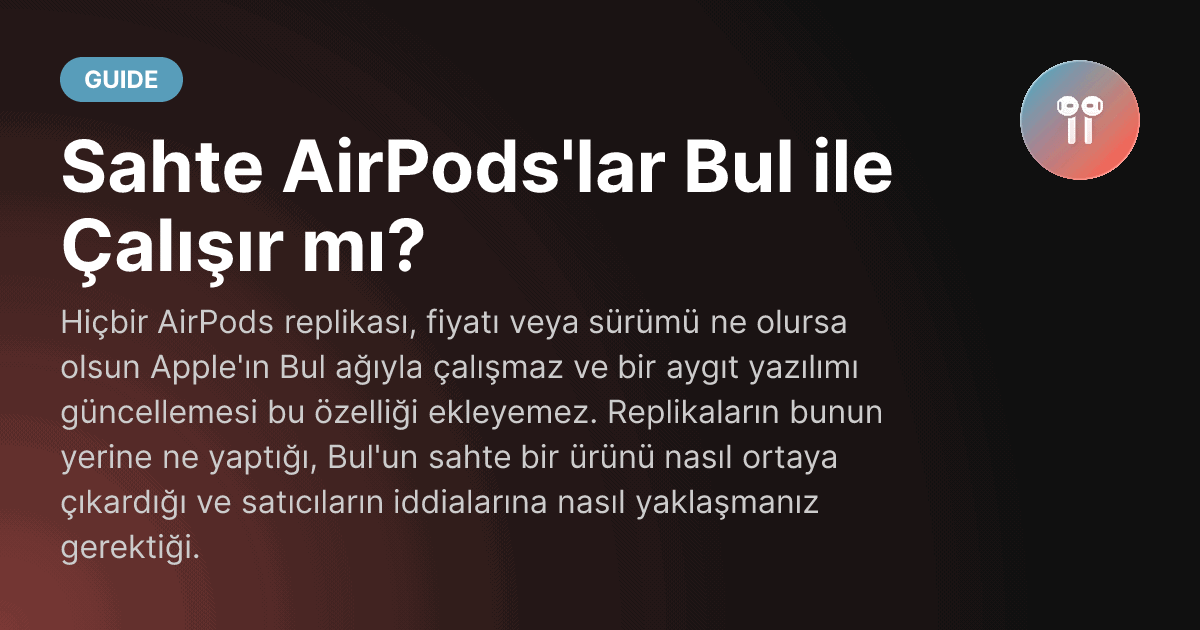 GUIDE
Sahte AirPods'lar Bul ile
Çalışır mı?
Hiçbir AirPods replikası, fiyatı veya sürümü ne olursa
olsun Apple'ın Bul ağıyla çalışmaz ve bir aygıt yazılımı
güncellemesi bu özelliği ekleyemez. Replikaların bunun
yerine ne yaptığı, Bul'un sahte bir ürünü nasıl ortaya
çıkardığı ve satıcıların iddialarına nasıl yaklaşmanız
gerektiği.